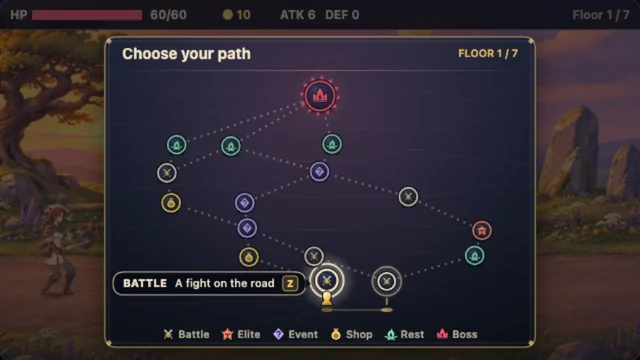 HP 60/60 10 ATK 6 DEF 0 Floor 1 / 7
Choose your path FLOOR 1 / 7
BATTLE A fight on the road Z
Battle Elite Event Shop Rest Boss